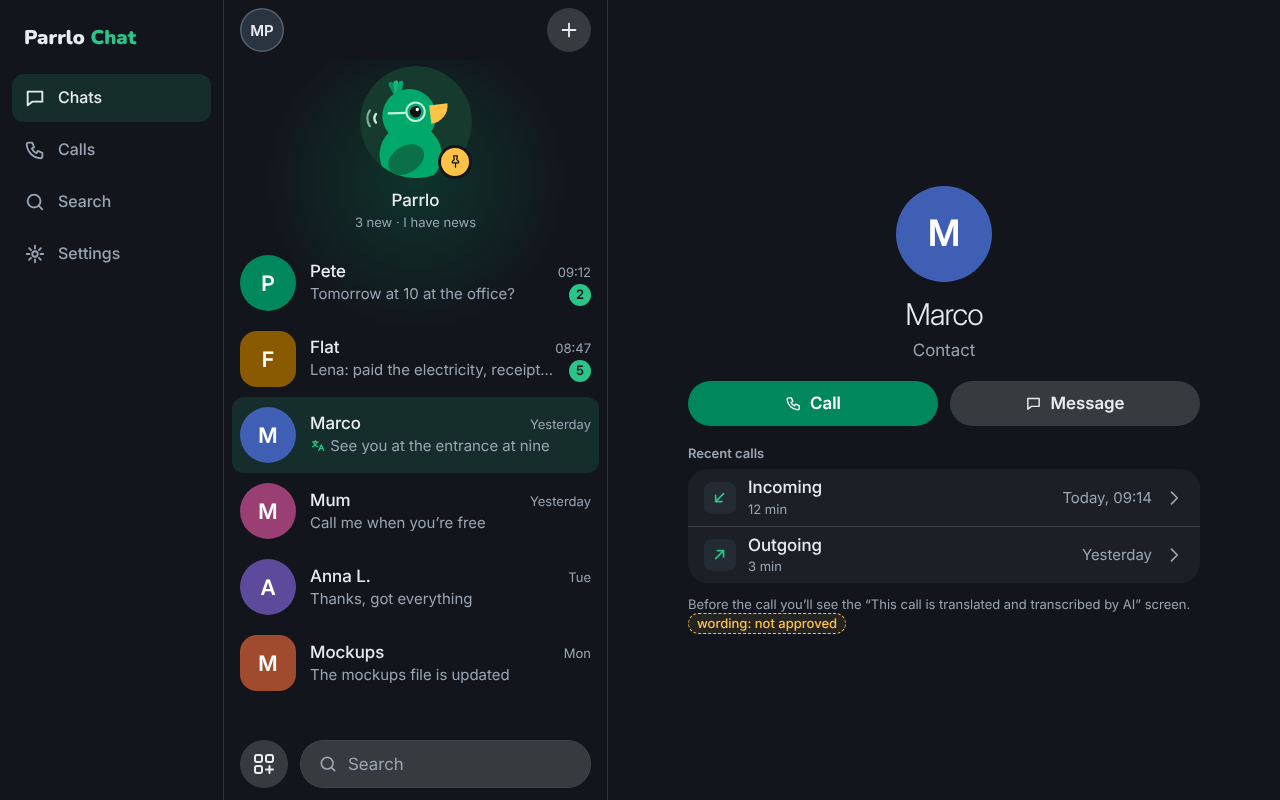 Parrlo Chat
Chats
Calls
Search
Settings
MP
Parrlo
3 new · I have news
P
Pete
09:12
Tomorrow at 10 at the office?
2
F
Flat
08:47
Lena: paid the electricity, receipt...
5
M
Marco
Yesterday
See you at the entrance at nine
M
Mum
Yesterday
Call me when you’re free
A
Anna L.
Tue
Thanks, got everything
M
Mockups
Mon
The mockups file is updated
Search
M
Marco
Contact
Call
Message
Recent calls
Incoming
12 min
Today, 09:14
Outgoing
3 min
Yesterday
Before the call you’ll see the “This call is translated and transcribed by AI” screen.
wording: not approved